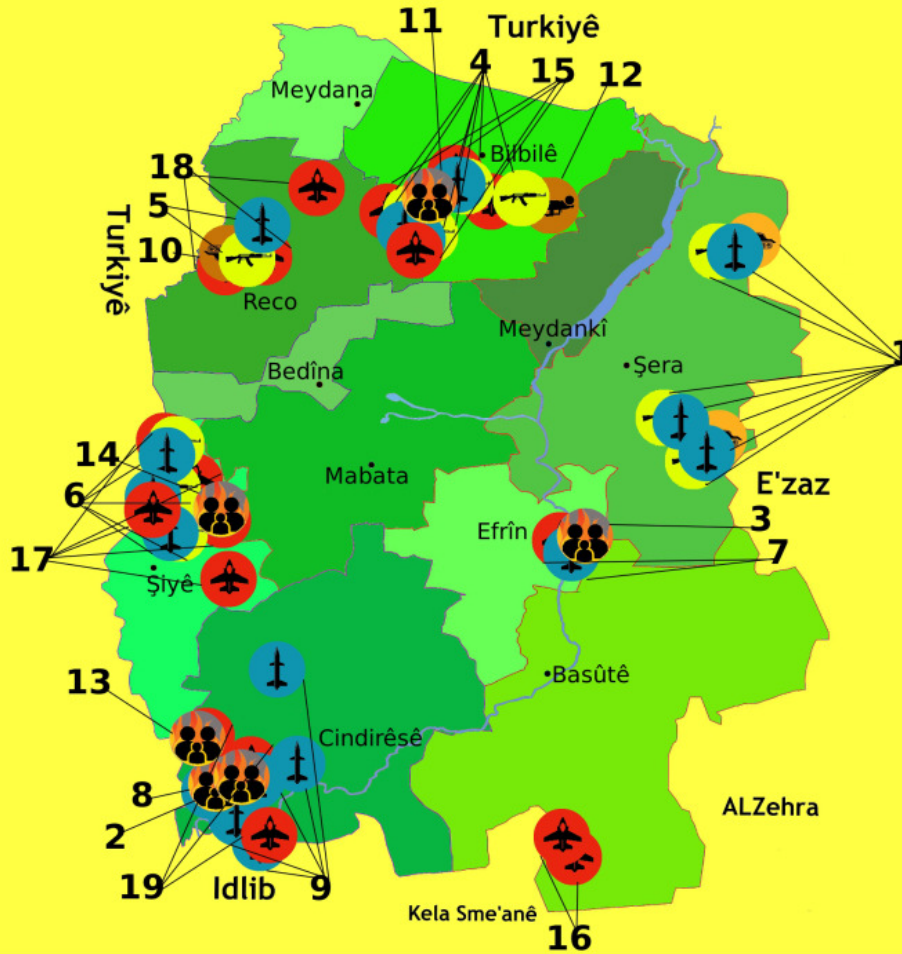 Turkiyê
11
4
15
12
Meydana
Bilbilê
18
5
10
Turkiyê
Reco
Meydankî
1
Bedîna
Şera
14
Mabata
6
E'zaz
Efrîn
3
17
7
Şiyê
13
Basûtê
Cindirêsê
8
ALZehra
2
19
Idlib
9
Kela Sme'anê
16